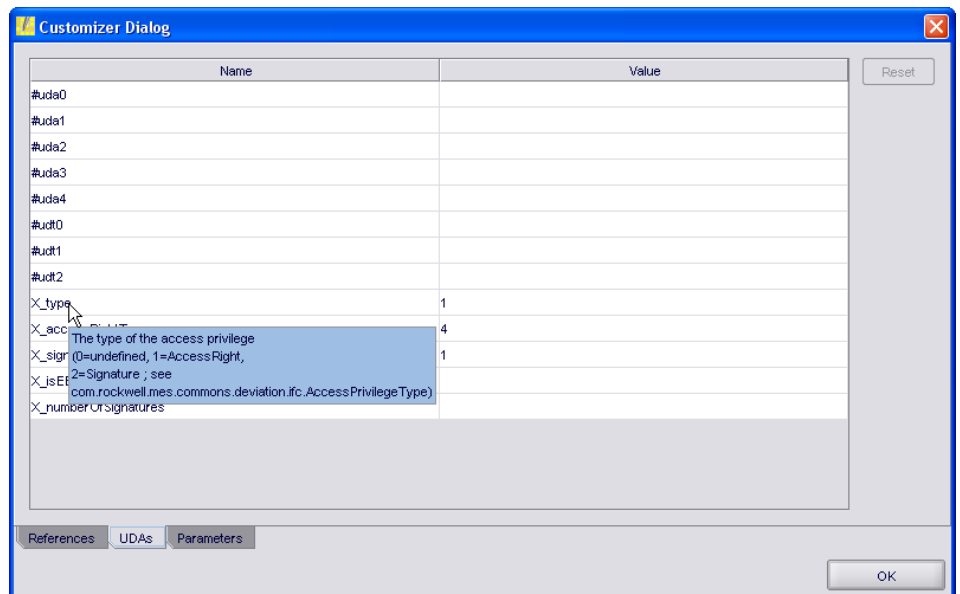 Customizer Dialog
Name Value Reset
#uda0
#uda1
#uda2
#uda3
#uda4
#udt0
#udt1
#udt2
X_type 1
4
The type of the access privilege
(0=undefined, 1=AccessRight,
1
2=Signature ; see
com.rockwell.mes.commons.deviation.ifc.AccessPrivilegeType)
X_numberOfSignatures
References UDAs Parameters
OK